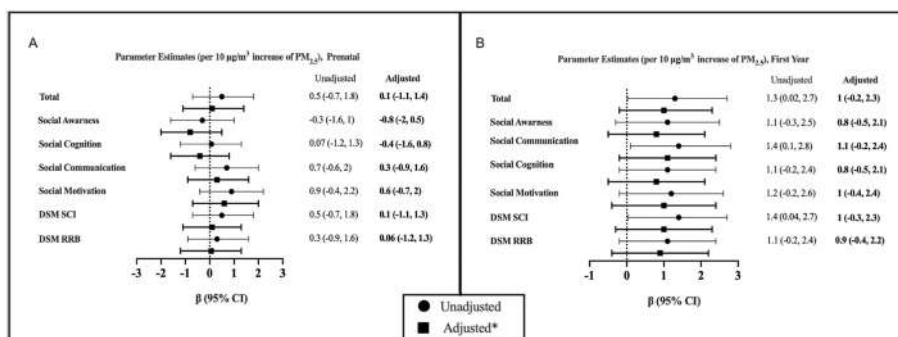 A
Parameter Estimates (per 10 µg/m³ increase of PM2.5), Prenatal
Unadjusted Adjusted
Total 0.5 (-0.7, 1.8) 0.1 (-1.1, 1.4)
Social Awarness -0.3 (-1.6, 1) -0.8 (-2, 0.5)
Social Cognition 0.07 (-1.2, 1.3) -0.4 (-1.6, 0.8)
Social Communication 0.7 (-0.6, 2) 0.3 (-0.9, 1.6)
Social Motivation 0.9 (-0.4, 2.2) 0.6 (-0.7, 2)
DSM SCI 0.5 (-0.7, 1.8) 0.1 (-1.1, 1.3)
DSM RRB 0.3 (-0.9, 1.6) 0.06 (-1.2, 1.3)
-3 -2 -1 0 1 2 3
β (95% CI)
B
Parameter Estimates (per 10 µg/m³ increase of PM2.5), First Year
Unadjusted Adjusted
Total 1.3 (0.02, 2.7) 1 (-0.2, 2.3)
Social Awareness 1.1 (-0.3, 2.5) 0.8 (-0.5, 2.1)
Social Communication 1.4 (0.1, 2.8) 1.1 (-0.2, 2.4)
Social Cognition 1.1 (-0.2, 2.4) 0.8 (-0.5, 2.1)
Social Motivation 1.2 (-0.2, 2.6) 1 (-0.4, 2.4)
DSM SCI 1.4 (0.04, 2.7) 1 (-0.3, 2.3)
DSM RRB 1.1 (-0.2, 2.4) 0.9 (-0.4, 2.2)
-1 0 1 2 3 4
β (95% CI)
Unadjusted
Adjusted*